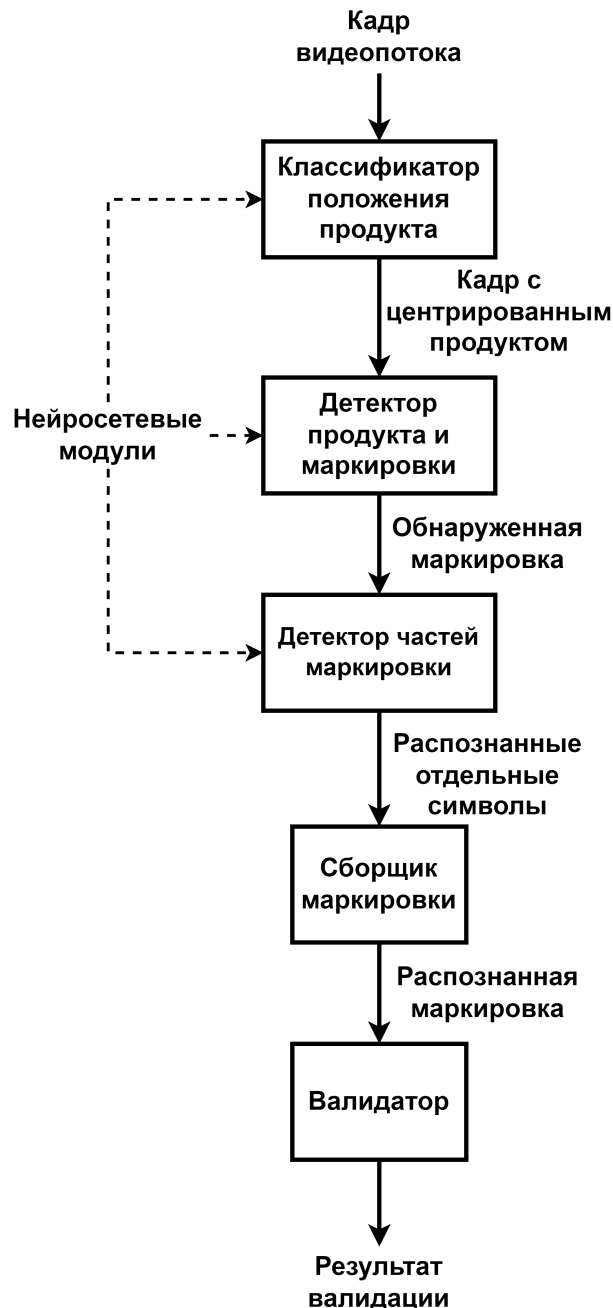 Кадр
видеопотока
Классификатор
положения
продукта
Кадр с
центрированным
продуктом
Нейросетевые
модули
Детектор
продукта и
маркировки
Обнаруженная
маркировка
Детектор частей
маркировки
Распознанные
отдельные
символы
Сборщик
маркировки
Распознанная
маркировка
Валидатор
Результат
валидации